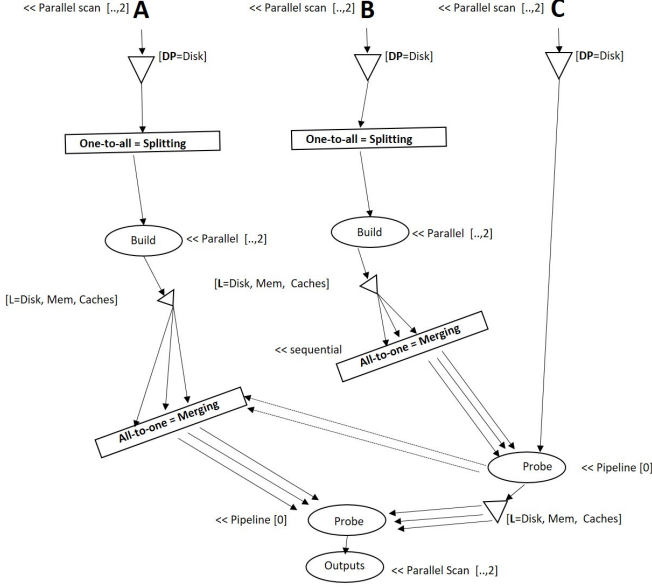 << Parallel scan [..,2] A
<< Parallel scan [..,2] B
<< Parallel scan [..,2] C
[DP=Disk]
[DP=Disk]
[DP=Disk]
One-to-all = Splitting
One-to-all = Splitting
Build
<< Parallel [..,2]
Build
<< Parallel [..,2]
[L=Disk, Mem, Caches]
[L=Disk, Mem, Caches]
<< sequential
All-to-one = Merging
All-to-one = Merging
Probe
<< Pipeline [0]
<< Pipeline [0]
Probe
[L=Disk, Mem, Caches]
Outputs
<< Parallel Scan [..,2]